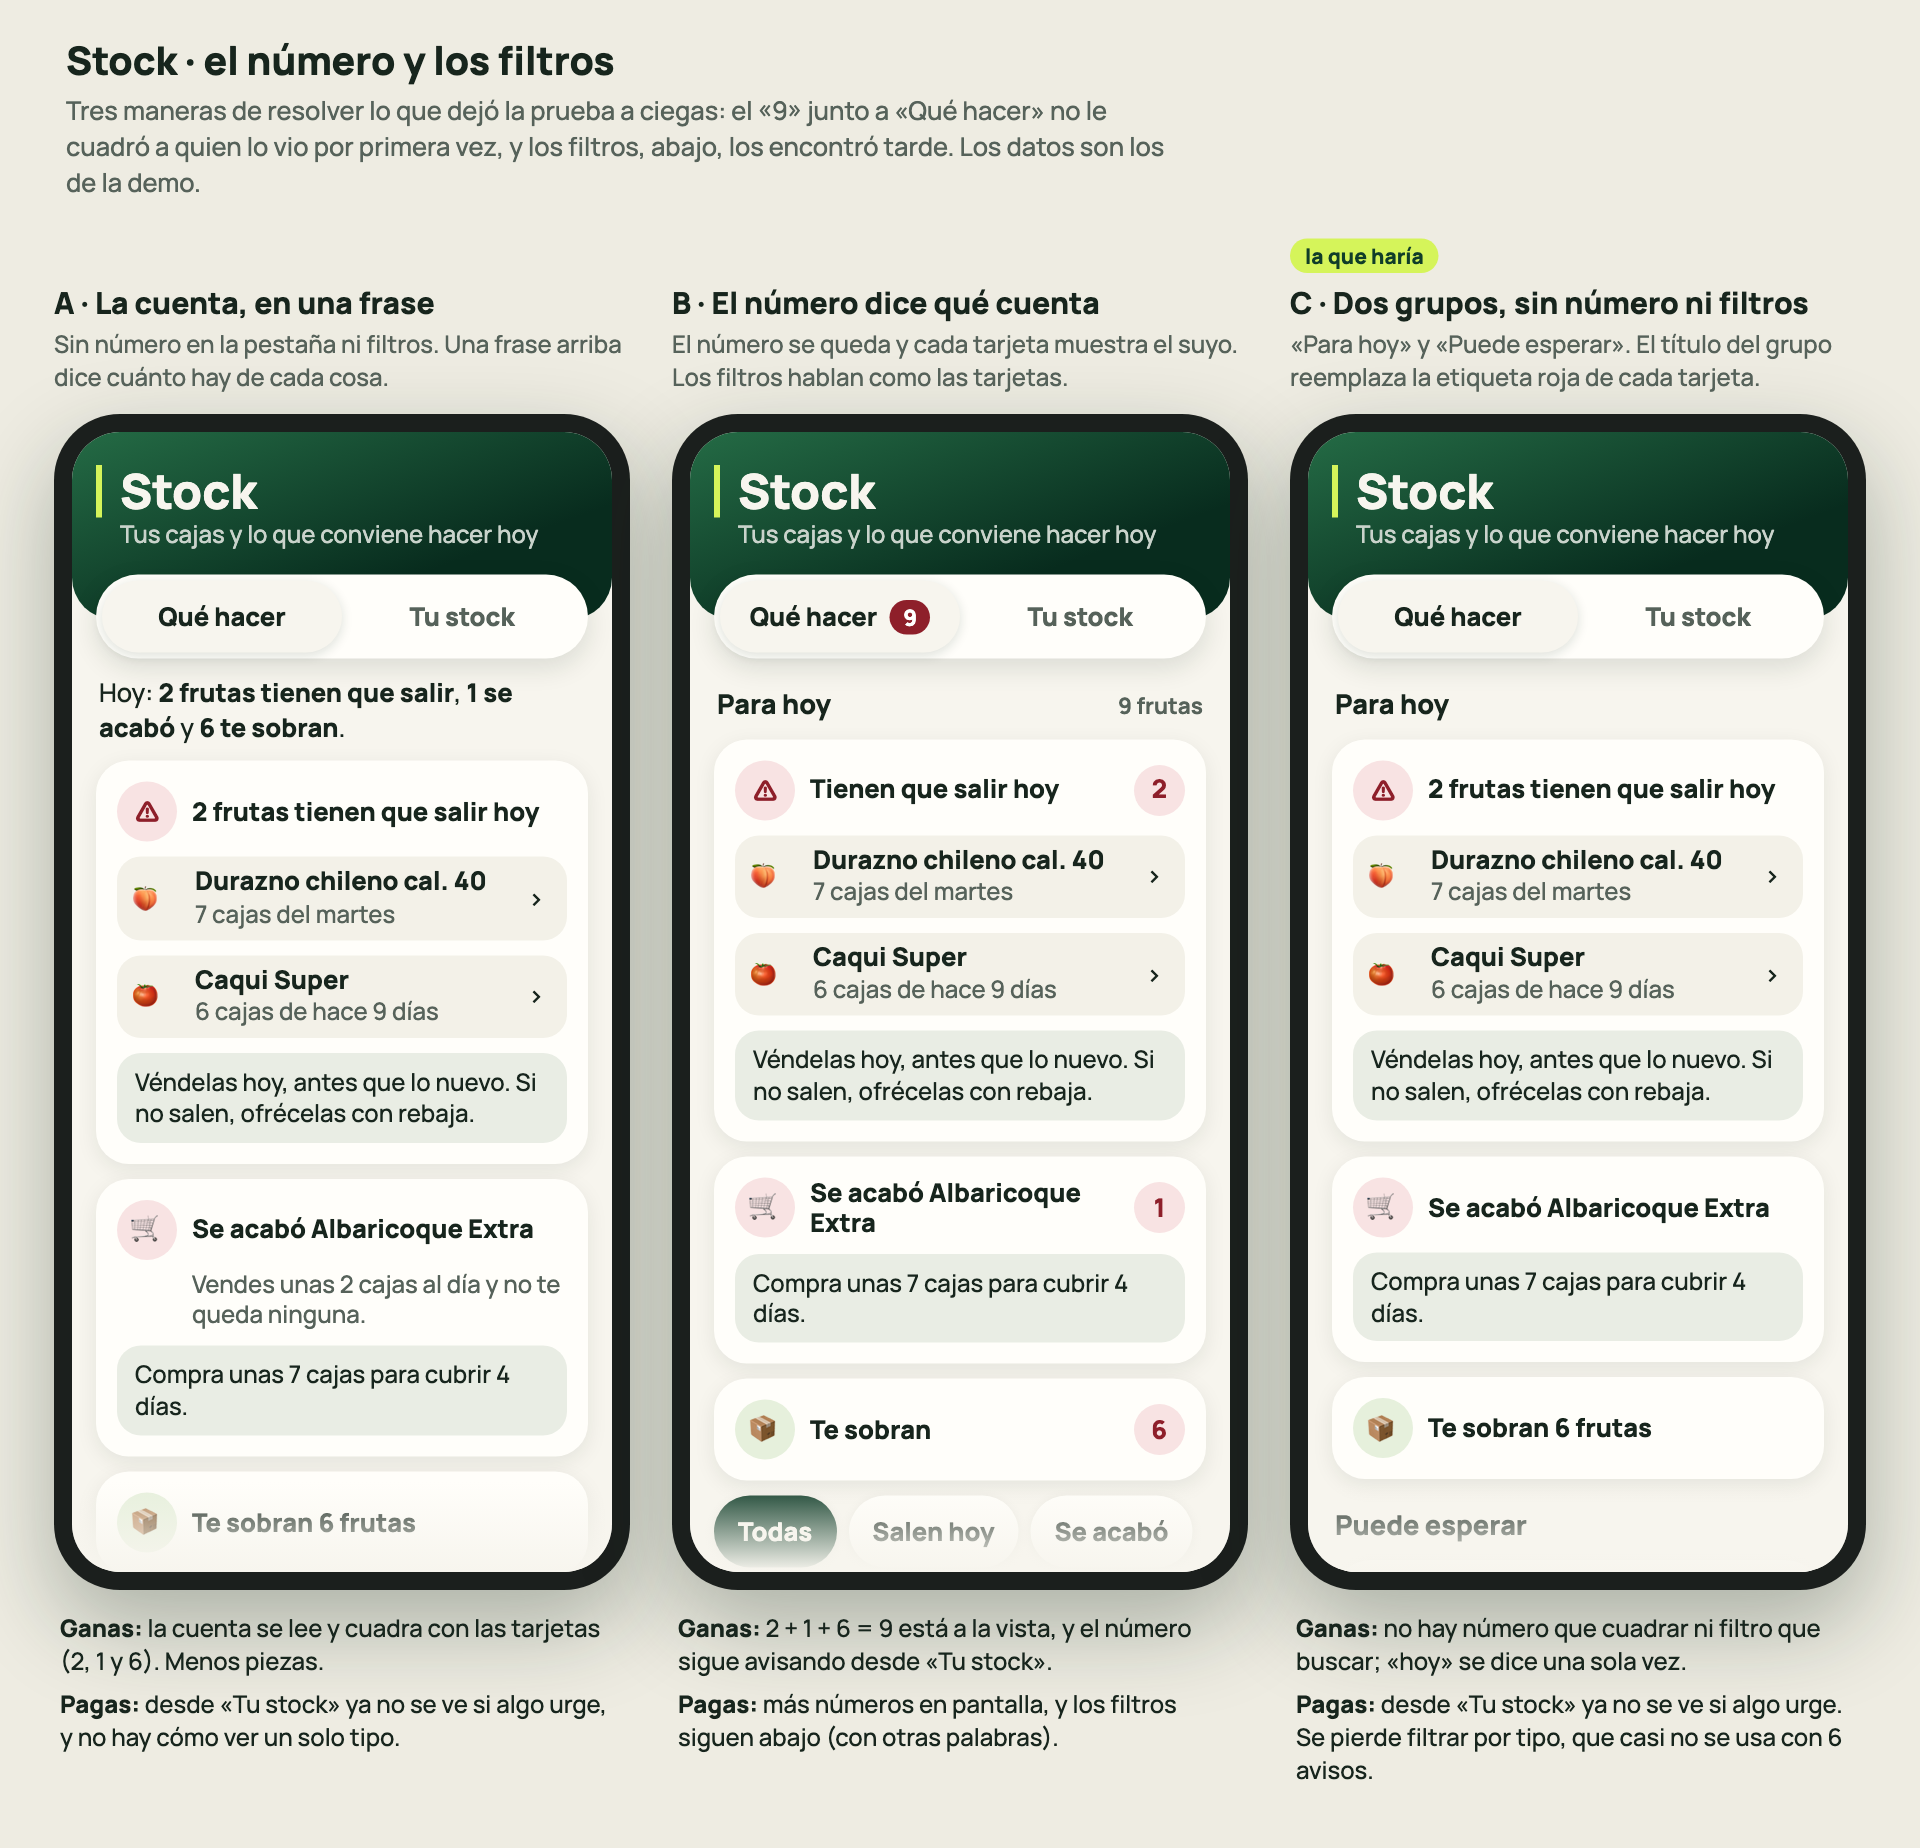 Stock · el número y los filtros
Tres maneras de resolver lo que dejó la prueba a ciegas: el «9» junto a «Qué hacer» no le
cuadró a quien lo vio por primera vez, y los filtros, abajo, los encontró tarde. Los datos son los
de la demo.
A · La cuenta, en una frase
Sin número en la pestaña ni filtros. Una frase arriba
dice cuánto hay de cada cosa.
Stock
Tus cajas y lo que conviene hacer hoy
Qué hacer
Tu stock
Hoy: 2 frutas tienen que salir, 1 se
acabó y 6 te sobran.
2 frutas tienen que salir hoy
Durazno chileno cal. 40
7 cajas del martes
Caqui Super
6 cajas de hace 9 días
Véndelas hoy, antes que lo nuevo. Si
no salen, ofrécelas con rebaja.
Se acabó Albaricoque Extra
Vendes unas 2 cajas al día y no te
queda ninguna.
Compra unas 7 cajas para cubrir 4
días.
Te sobran 6 frutas
Ganas: la cuenta se lee y cuadra con las tarjetas
(2, 1 y 6). Menos piezas.
Pagas: desde «Tu stock» ya no se ve si algo urge,
y no hay cómo ver un solo tipo.
B · El número dice qué cuenta
El número se queda y cada tarjeta muestra el suyo.
Los filtros hablan como las tarjetas.
Stock
Tus cajas y lo que conviene hacer hoy
Qué hacer 9
Tu stock
Para hoy
9 frutas
Tienen que salir hoy
2
Durazno chileno cal. 40
7 cajas del martes
Caqui Super
6 cajas de hace 9 días
Véndelas hoy, antes que lo nuevo. Si
no salen, ofrécelas con rebaja.
Se acabó Albaricoque
Extra
1
Compra unas 7 cajas para cubrir 4
días.
Te sobran
6
Todas
Salen hoy
Se acabó
Ganas: 2 + 1 + 6 = 9 está a la vista, y el número
sigue avisando desde «Tu stock».
Pagas: más números en pantalla, y los filtros
siguen abajo (con otras palabras).
la que haría
C · Dos grupos, sin número ni filtros
«Para hoy» y «Puede esperar». El título del grupo
reemplaza la etiqueta roja de cada tarjeta.
Stock
Tus cajas y lo que conviene hacer hoy
Qué hacer
Tu stock
Para hoy
2 frutas tienen que salir hoy
Durazno chileno cal. 40
7 cajas del martes
Caqui Super
6 cajas de hace 9 días
Véndelas hoy, antes que lo nuevo. Si
no salen, ofrécelas con rebaja.
Se acabó Albaricoque Extra
Compra unas 7 cajas para cubrir 4
días.
Te sobran 6 frutas
Puede esperar
Ganas: no hay número que cuadrar ni filtro que
buscar; «hoy» se dice una sola vez.
Pagas: desde «Tu stock» ya no se ve si algo urge.
Se pierde filtrar por tipo, que casi no se usa con 6
avisos.